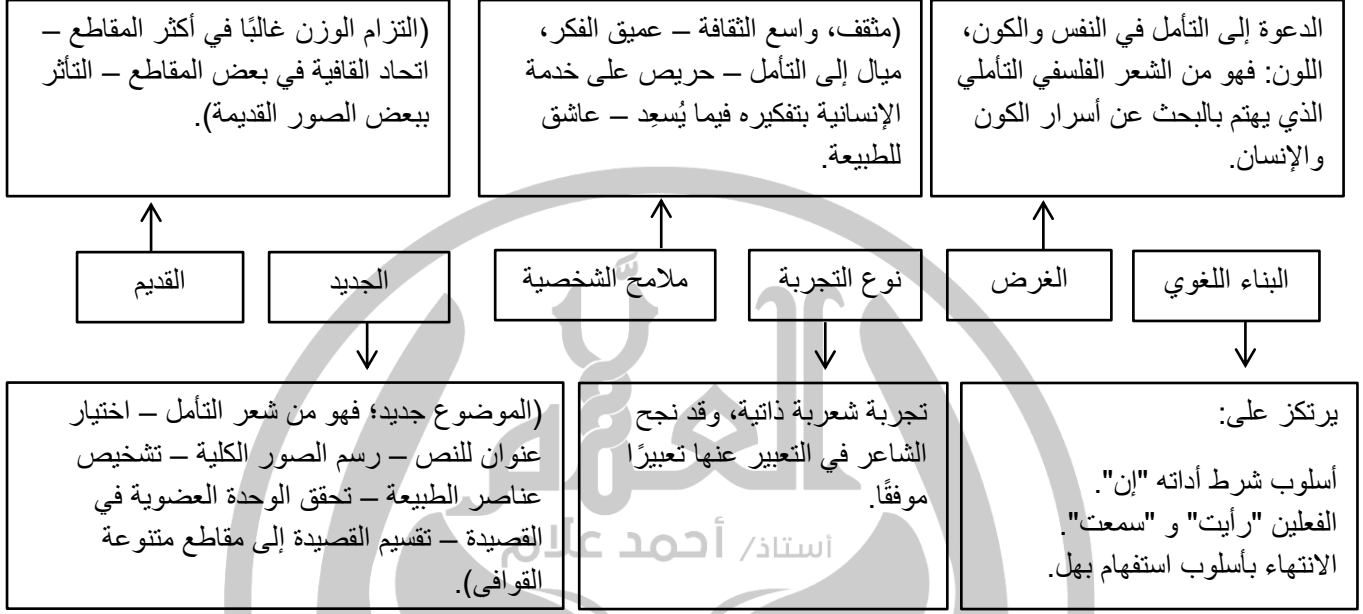 الدعوة إلى التأمل في النفس والكون،
اللون: فهو من الشعر الفلسفي التأملي
الذي يهتم بالبحث عن أسرار الكون
والإنسان.
(مثقف، واسع الثقافة – عميق الفكر،
ميال إلى التأمل – حريص على خدمة
الإنسانية بتفكيره فيما يُسعِد – عاشق
للطبيعة.
(التزام الوزن غالبًا في أكثر المقاطع –
اتحاد القافية في بعض المقاطع – التأثر
ببعض الصور القديمة).
البناء اللغوي
الغرض
نوع التجربة
ملامح الشخصية
الجديد
القديم
يرتكز على:
أسلوب شرط أداته "إن".
الفعلين "رأيت" و "سمعت".
الانتهاء بأسلوب استفهام بهل.
تجربة شعرية ذاتية، وقد نجح
الشاعر في التعبير عنها تعبيرًا
موفقًا.
(الموضوع جديد؛ فهو من شعر التأمل – اختيار
عنوان للنص – رسم الصور الكلية – تشخيص
عناصر الطبيعة – تحقق الوحدة العضوية في
القصيدة – تقسيم القصيدة إلى مقاطع متنوعة
القوافي).
أستاذ/ أحمد علام